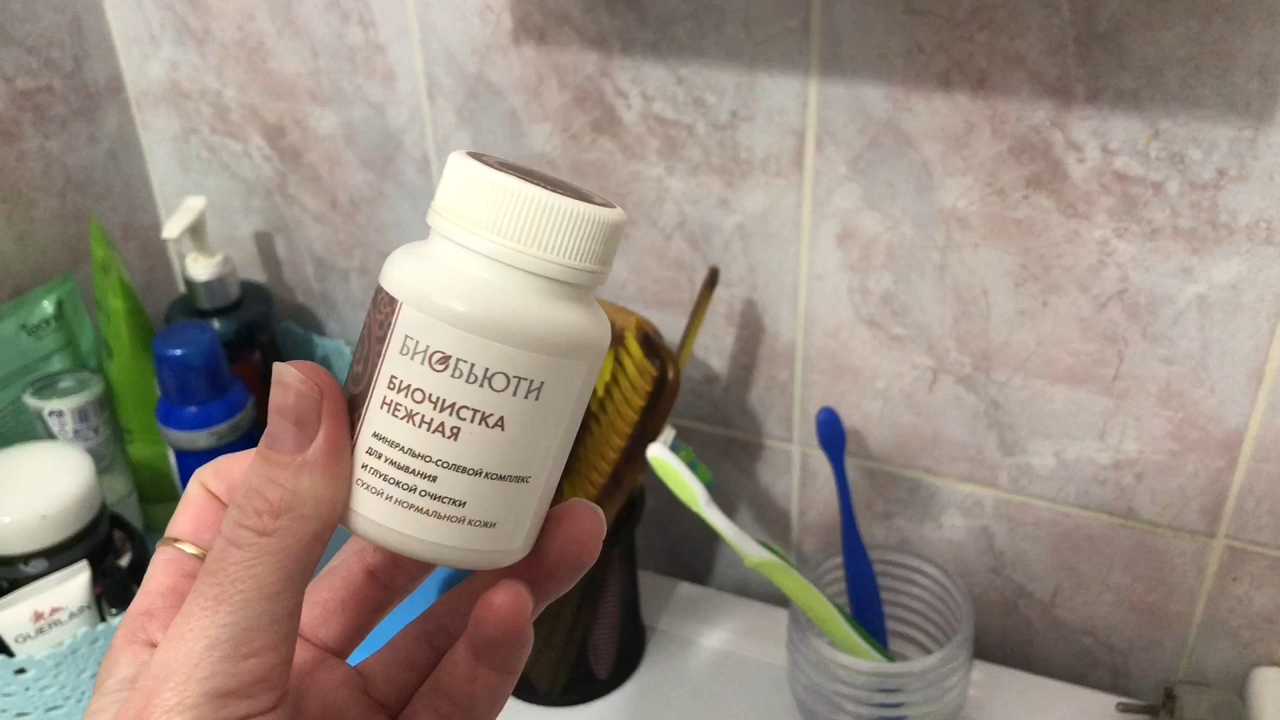 БИОБЬЮТИ
БИОЧИСТКА
НЕЖНАЯ
МИНЕРАЛЬНО-СОЛЕВОЙ КОМПЛЕКС
ДЛЯ УМЫВАНИЯ
И ГЛУБОКОЙ ОЧИСТКИ
СУХОЙ И НОРМАЛЬНОЙ КОЖИ
GUERLAIN